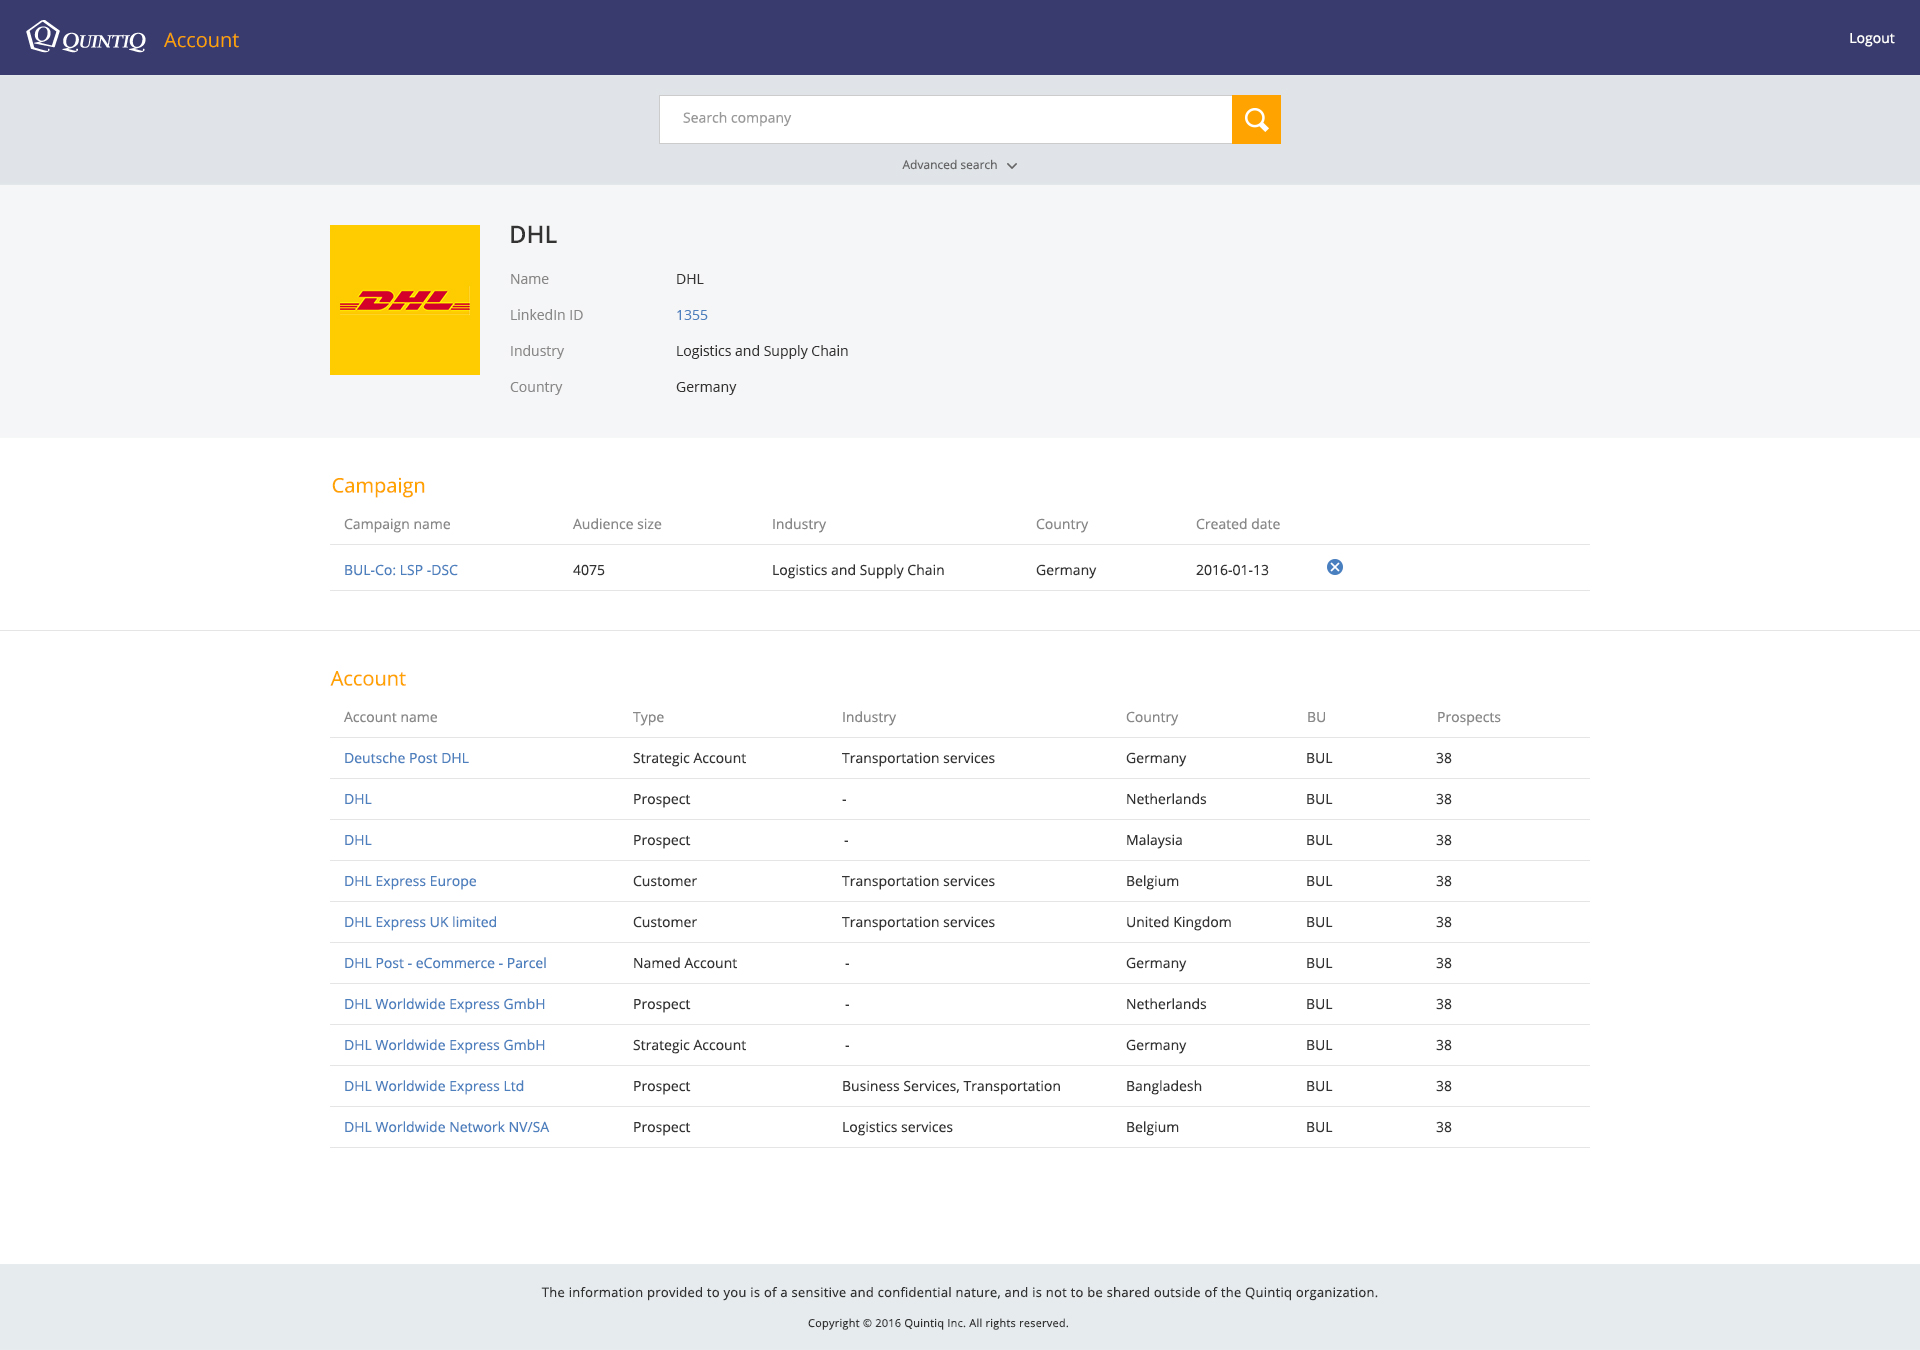 QUINTIQ Account Logout
Search company
Advanced search
DHL
DHL
Name DHL
LinkedIn ID 1355
Industry Logistics and Supply Chain
Country Germany
Campaign
Campaign name Audience size Industry Country Created date
BUL-Co: LSP -DSC 4075 Logistics and Supply Chain Germany 2016-01-13
Account
Account name Type Industry Country BU Prospects
Deutsche Post DHL Strategic Account Transportation services Germany BUL 38
DHL Prospect - Netherlands BUL 38
DHL Prospect - Malaysia BUL 38
DHL Express Europe Customer Transportation services Belgium BUL 38
DHL Express UK limited Customer Transportation services United Kingdom BUL 38
DHL Post - eCommerce - Parcel Named Account - Germany BUL 38
DHL Worldwide Express GmbH Prospect - Netherlands BUL 38
DHL Worldwide Express GmbH Strategic Account - Germany BUL 38
DHL Worldwide Express Ltd Prospect Business Services, Transportation Bangladesh BUL 38
DHL Worldwide Network NV/SA Prospect Logistics services Belgium BUL 38
The information provided to you is of a sensitive and confidential nature, and is not to be shared outside of the Quintiq organization.
Copyright © 2016 Quintiq Inc. All rights reserved.